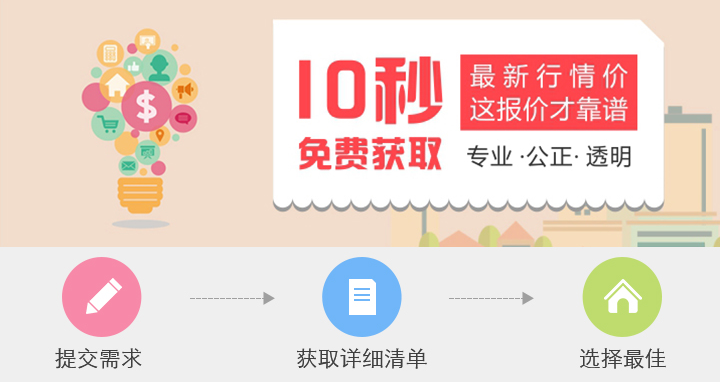 10秒
免费获取
最新行情价
这报价才靠谱
专业·公正·透明
$
提交需求
获取详细清单
选择最佳